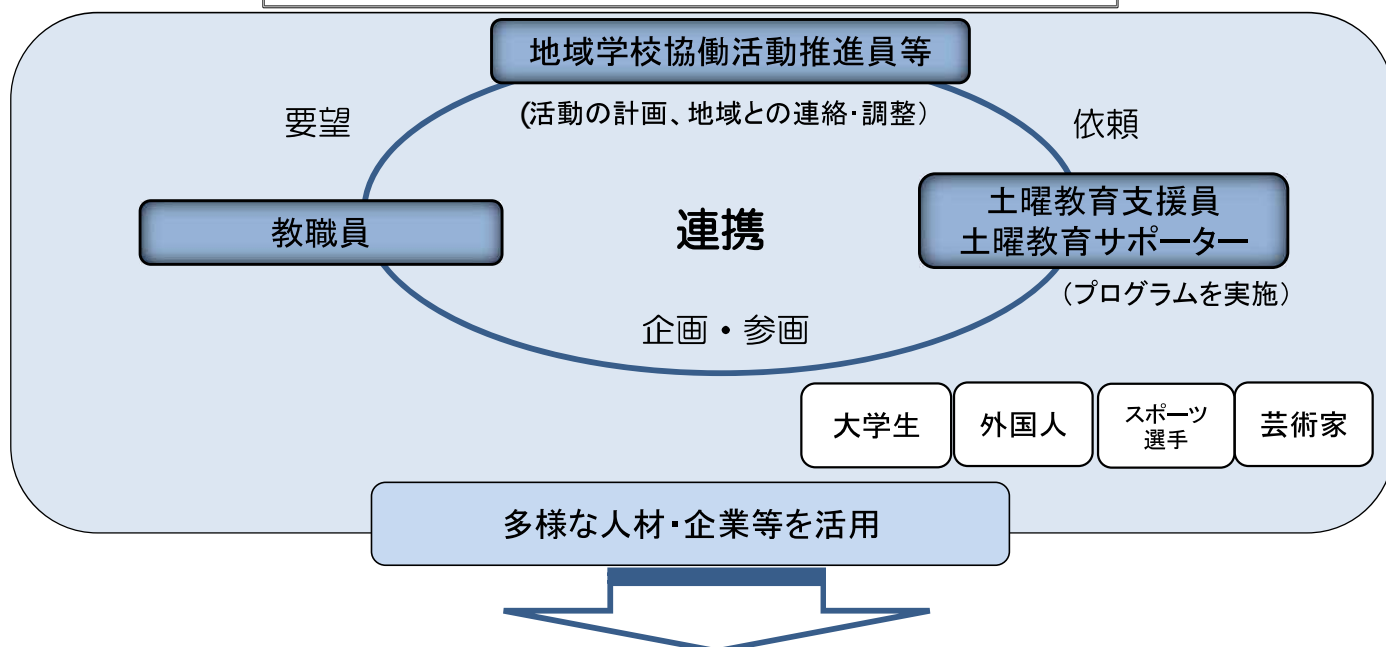 地域学校協働活動推進員等
(活動の計画、地域との連絡・調整）
要望
依頼
教職員
連携
土曜教育支援員
土曜教育サポーター
（プログラムを実施）
企画・参画
大学生
外国人
スポーツ
選手
芸術家
多様な人材・企業等を活用